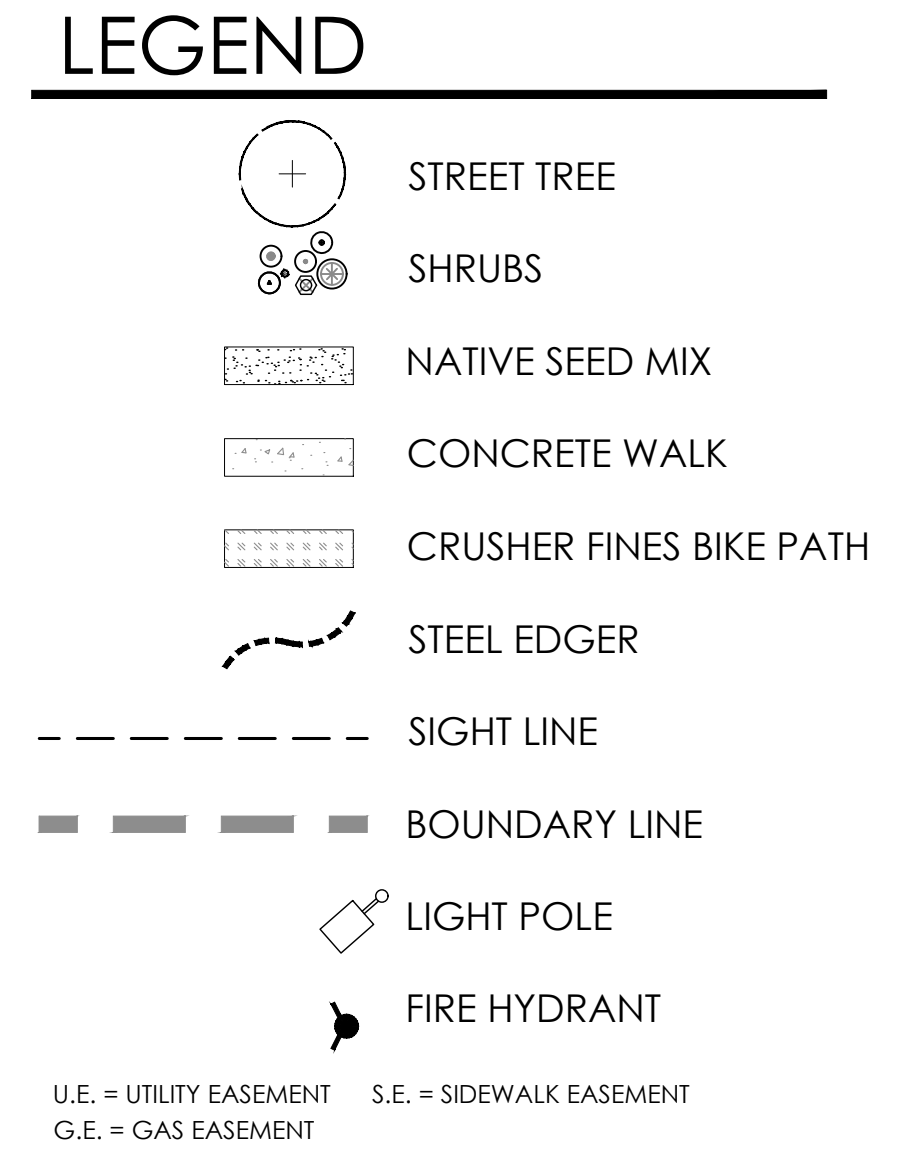 LEGEND
STREET TREE
SHRUBS
NATIVE SEED MIX
CONCRETE WALK
CRUSHER FINES BIKE PATH
STEEL EDGER
SIGHT LINE
BOUNDARY LINE
LIGHT POLE
FIRE HYDRANT
U.E. = UTILITY EASEMENT S.E. = SIDEWALK EASEMENT
G.E. = GAS EASEMENT